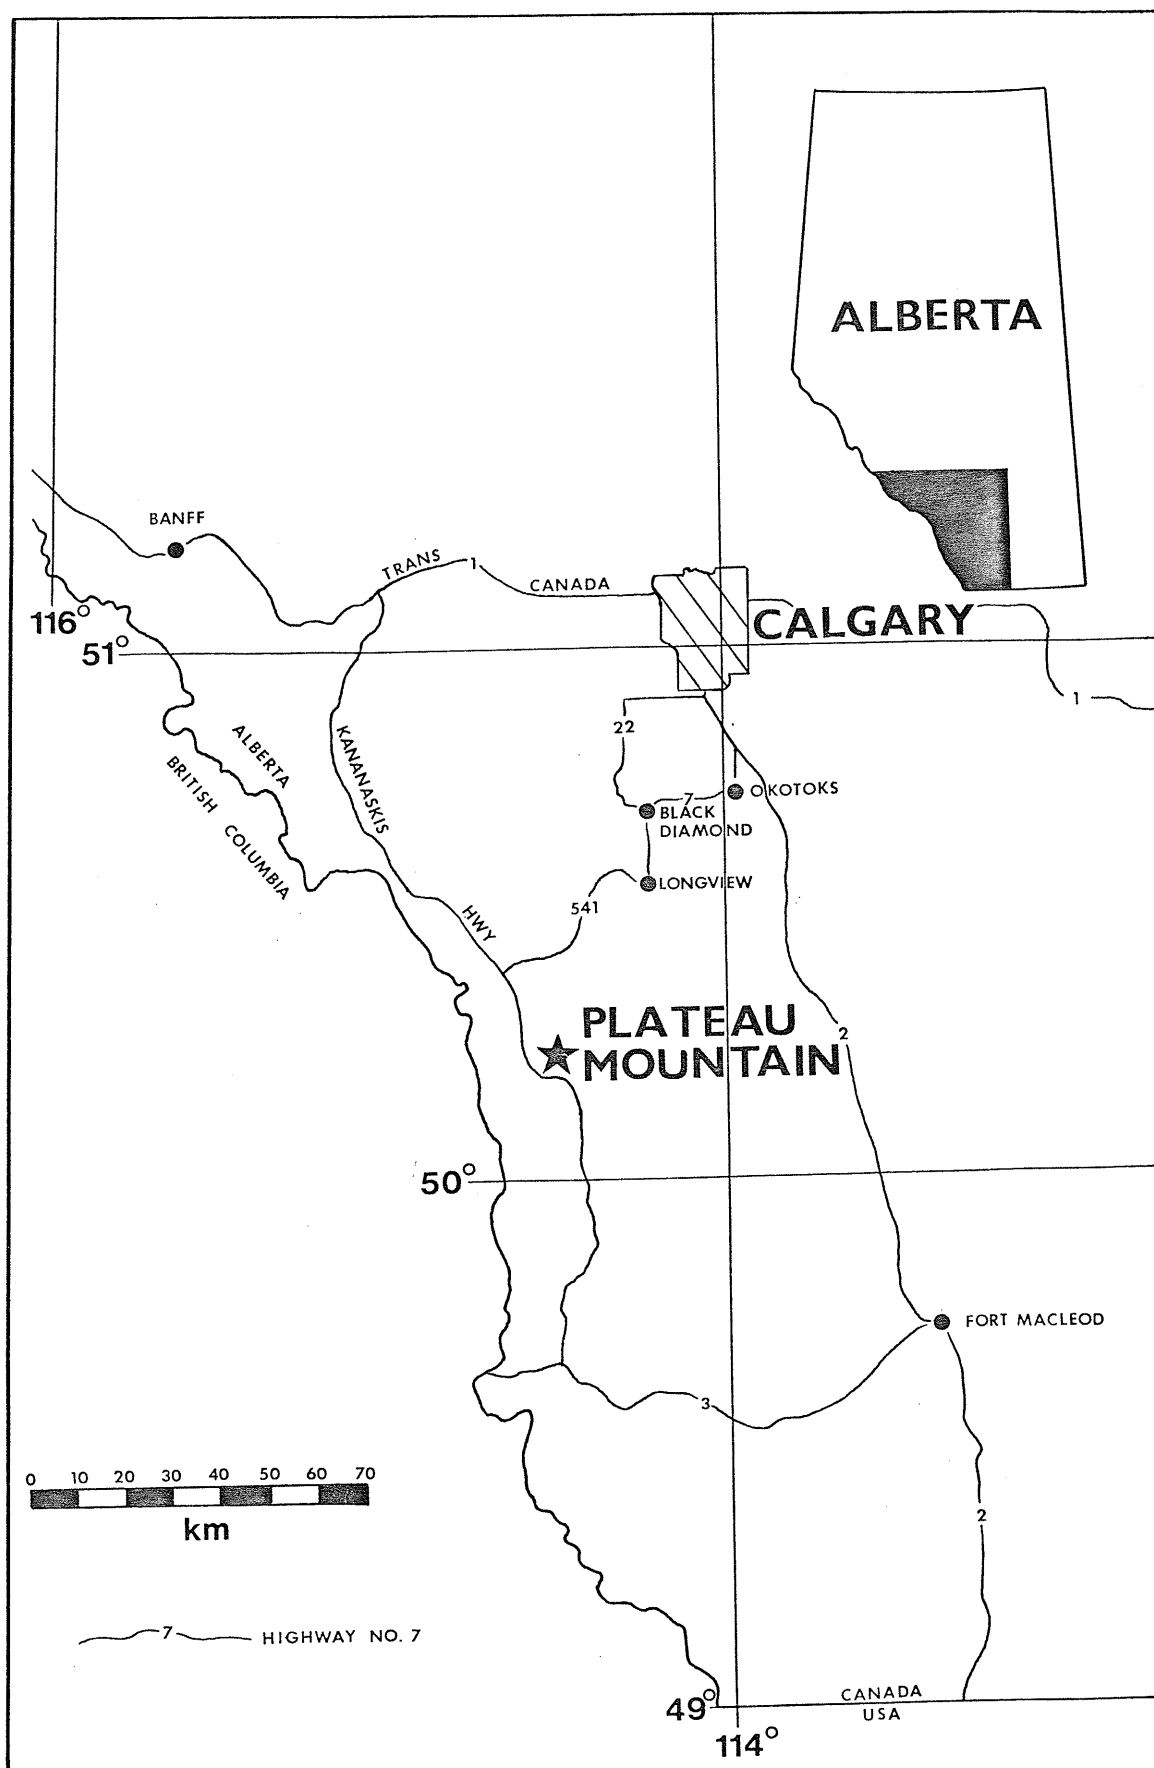 ALBERTA
BANFF
TRANS
1
CANADA
116°
51°
CALGARY
1
22
ALBERTA
BRITISH COLUMBIA
KANANASKIS
HWY
7
OKOTOKS
BLACK
DIAMOND
LONGVIEW
541
PLATEAU
MOUNTAIN
2
50°
FORT MACLEOD
3
0 10 20 30 40 50 60 70
km
2
7 HIGHWAY NO. 7
49°
CANADA
USA
114°